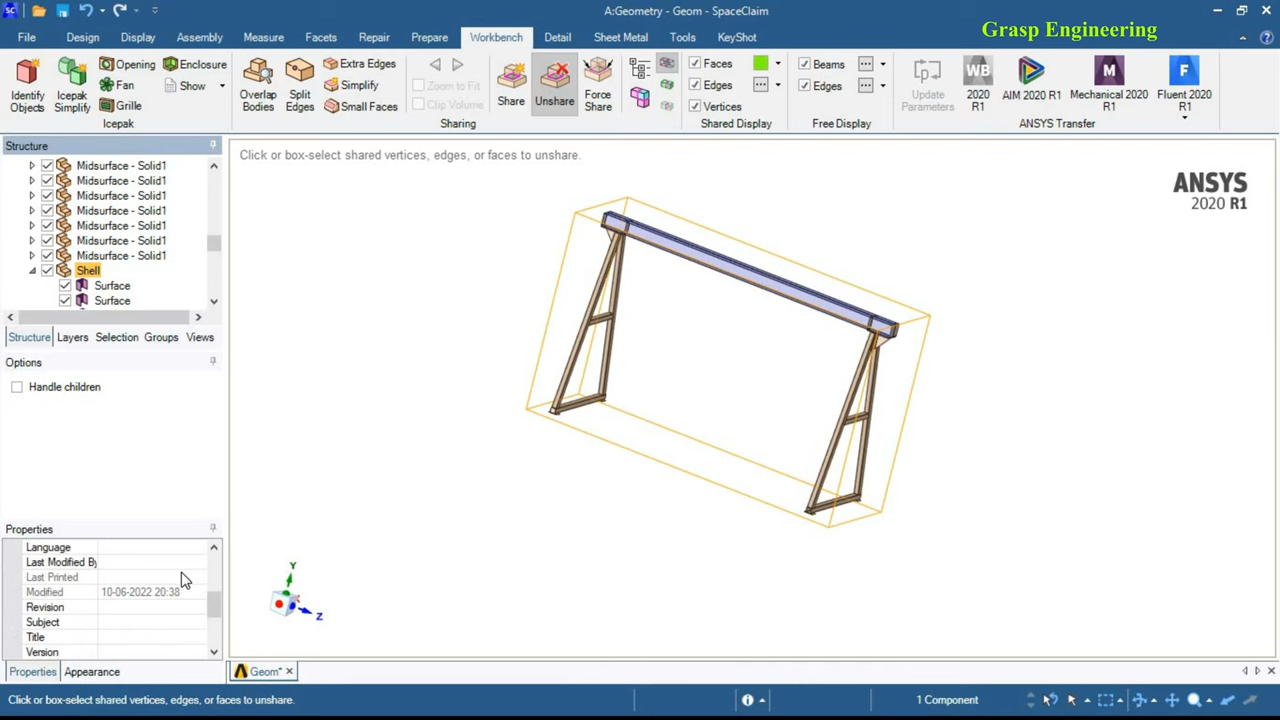 A:Geometry - Geom - SpaceClaim
Grasp Engineering
File Design Display Assembly Measure Facets Repair Prepare Workbench Detail Sheet Metal Tools KeyShot
Identify Objects
Icepak Simplify
Opening
Fan
Grille
Enclosure
Show
Icepak
Overlap Bodies
Split Edges
Extra Edges
Simplify
Small Faces
Zoom to Fit
Clip Volume
Share
Unshare
Force Share
Sharing
Faces
Edges
Vertices
Shared Display
Beams
Edges
Free Display
Update Parameters
WB
2020 R1
AIM 2020 R1
M
Mechanical 2020 R1
F
Fluent 2020 R1
ANSYS Transfer
Structure
Midsurface - Solid1
Midsurface - Solid1
Midsurface - Solid1
Midsurface - Solid1
Midsurface - Solid1
Midsurface - Solid1
Midsurface - Solid1
Shell
Surface
Surface
Structure Layers Selection Groups Views
Options
Handle children
Properties
Language
Last Modified By
Last Printed
Modified 10-06-2022 20:38
Revision
Subject
Title
Version
Properties Appearance
Click or box-select shared vertices, edges, or faces to unshare.
ANSYS
2020 R1
Y
Z
Geom*
Click or box-select shared vertices, edges, or faces to unshare.
1 Component